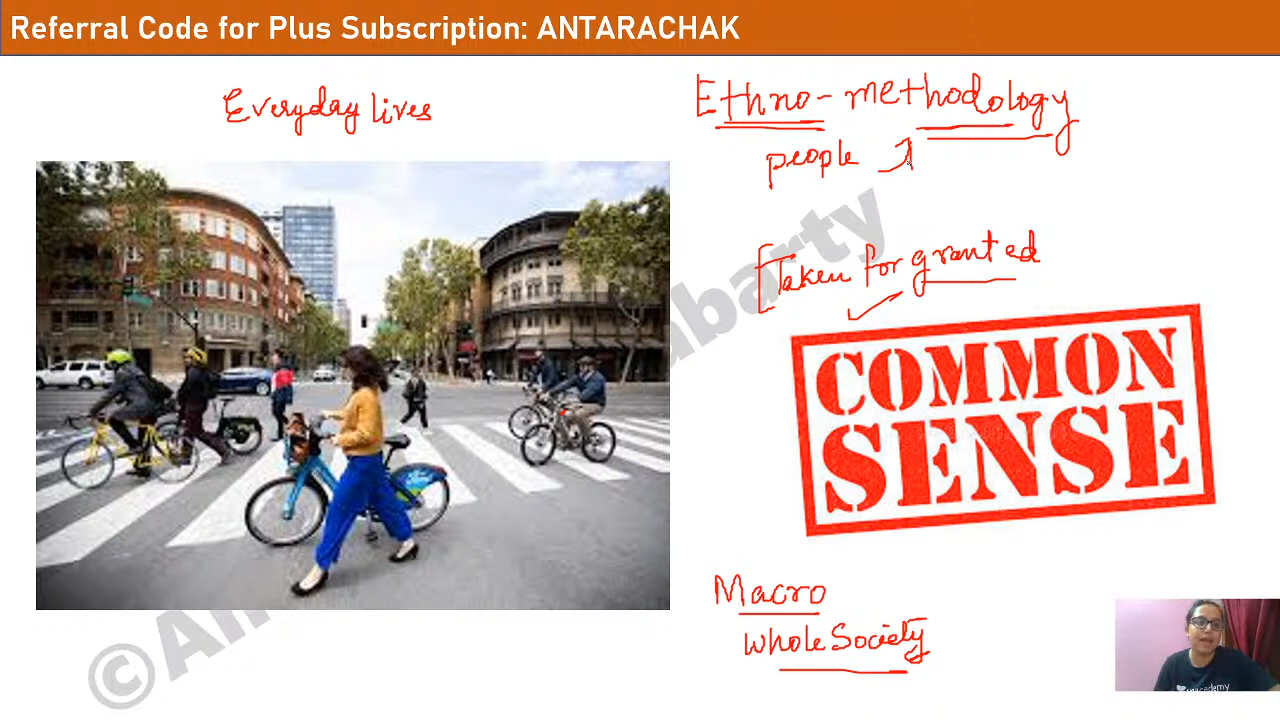 Referral Code for Plus Subscription: ANTARACHAK
Everyday lives
Ethno-methodology
people
Taken for granted
COMMON
SENSE
Macro
whole Society
unacademy